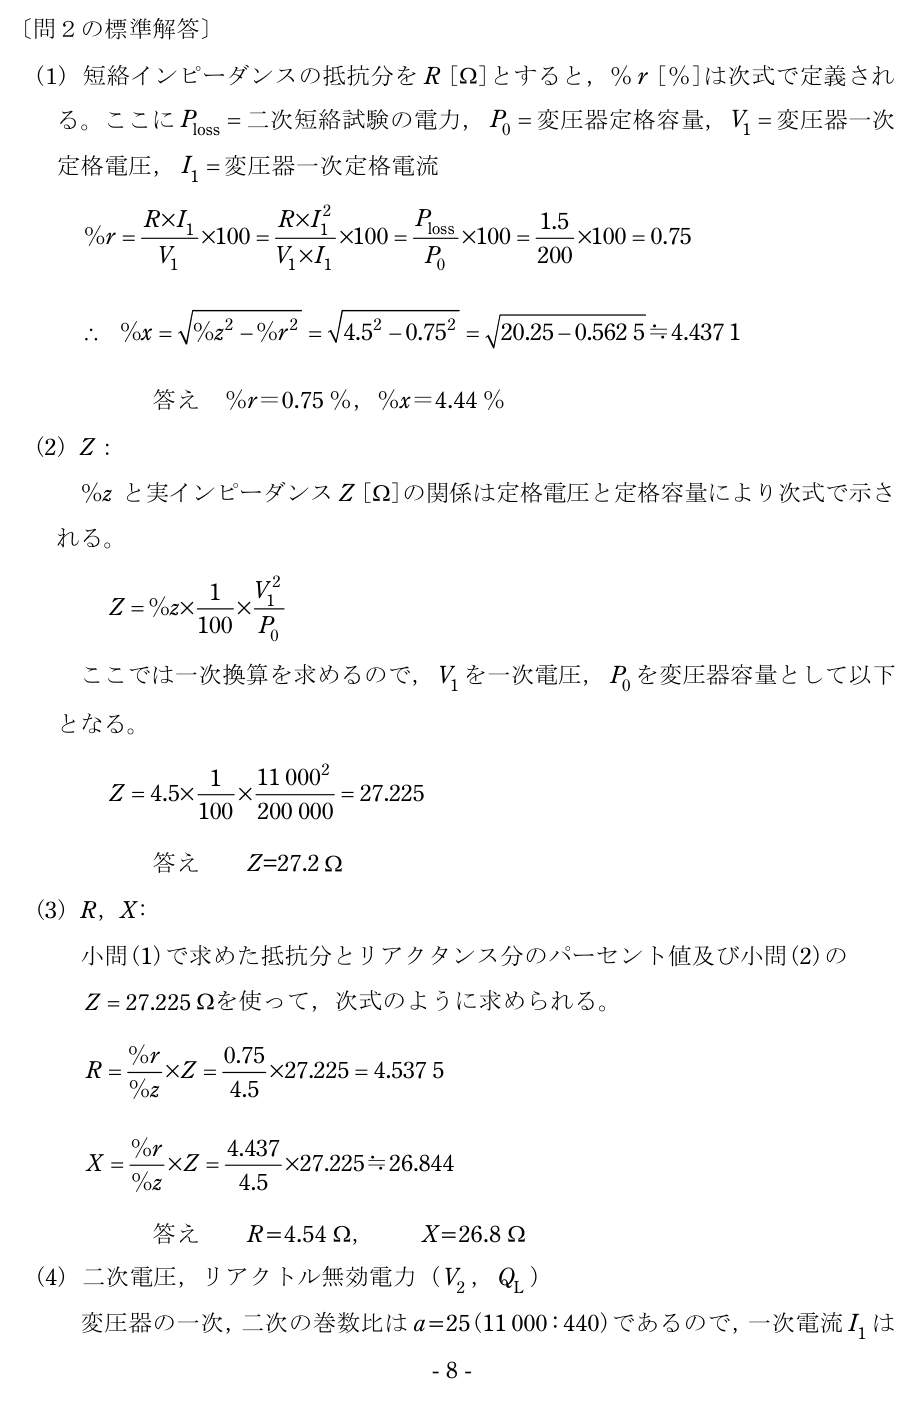 〔問２の標準解答〕
(1) 短絡インピーダンスの抵抗分を R [Ω]とすると，% r [%]は次式で定義され
る。ここに P_loss = 二次短絡試験の電力， P_0 = 変圧器定格容量， V_1 = 変圧器一次
定格電圧， I_1 = 変圧器一次定格電流
%r = \frac{R×I_1}{V_1}×100 = \frac{R×I_1^2}{V_1×I_1}×100 = \frac{P_loss}{P_0}×100 = \frac{1.5}{200}×100 = 0.75
∴ %x = \sqrt{%z^2 − %r^2} = \sqrt{4.5^2 − 0.75^2} = \sqrt{20.25 − 0.562 5} ≒ 4.437 1
答え %r＝0.75 %，%x＝4.44 %
(2) Z :
%z と実インピーダンス Z [Ω]の関係は定格電圧と定格容量により次式で示さ
れる。
Z = %z×\frac{1}{100}×\frac{V_1^2}{P_0}
ここでは一次換算を求めるので， V_1 を一次電圧， P_0 を変圧器容量として以下
となる。
Z = 4.5×\frac{1}{100}×\frac{11 000^2}{200 000} = 27.225
答え Z=27.2 Ω
(3) R，X:
小問(1)で求めた抵抗分とリアクタンス分のパーセント値及び小問(2)の
Z = 27.225 Ωを使って，次式のように求められる。
R = \frac{%r}{%z}×Z = \frac{0.75}{4.5}×27.225 = 4.537 5
X = \frac{%r}{%z}×Z = \frac{4.437}{4.5}×27.225 ≒ 26.844
答え R=4.54 Ω, X=26.8 Ω
(4) 二次電圧，リアクトル無効電力（V_2， Q_L）
変圧器の一次，二次の巻数比は a=25(11 000：440)であるので，一次電流 I_1 は
- 8 -